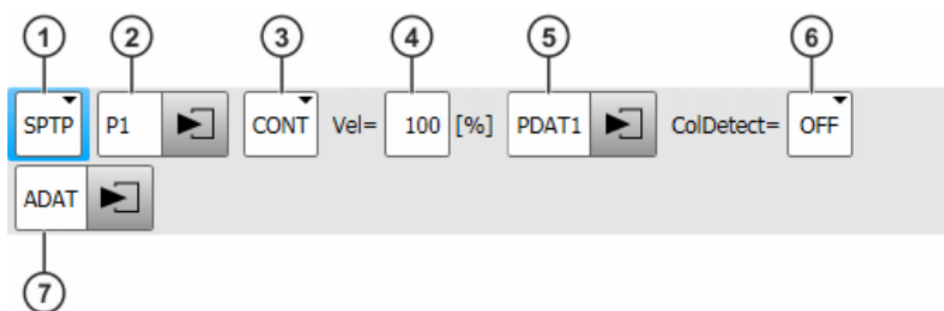 1 2 3 4 5 6
SPTP P1 CONT Vel= 100 [%] PDAT1 ColDetect= OFF
ADAT
7